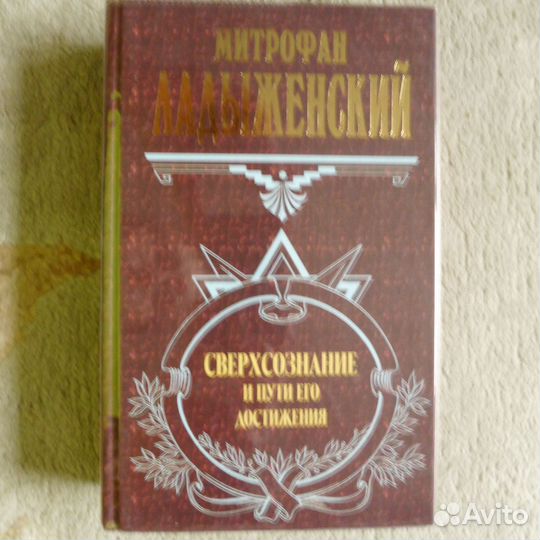 МИТРОФАН
ЛАДЫЖЕНСКИЙ
СВЕРХСОЗНАНИЕ
И ПУТИ ЕГО
ДОСТИЖЕНИЯ
Avito